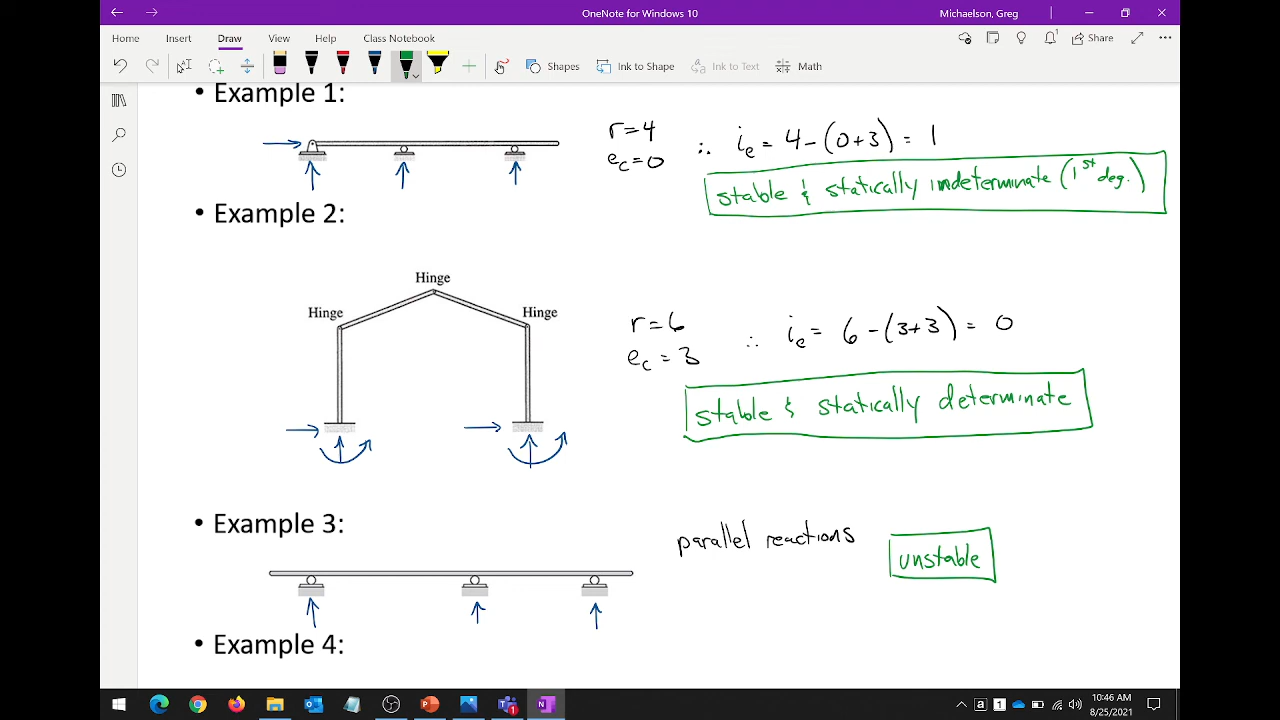 OneNote for Windows 10
Michaelson, Greg
Home Insert Draw View Help Class Notebook
Share
Shapes Ink to Shape Ink to Text Math
• Example 1:
r=4
e_c=0
∴ i_e = 4-(0+3) = 1
stable & statically indeterminate (1st deg.)
• Example 2:
Hinge
Hinge
Hinge
r=6
e_c=3
∴ i_e = 6-(3+3) = 0
stable & statically determinate
• Example 3:
parallel reactions
unstable
• Example 4:
10:46 AM
8/25/2021